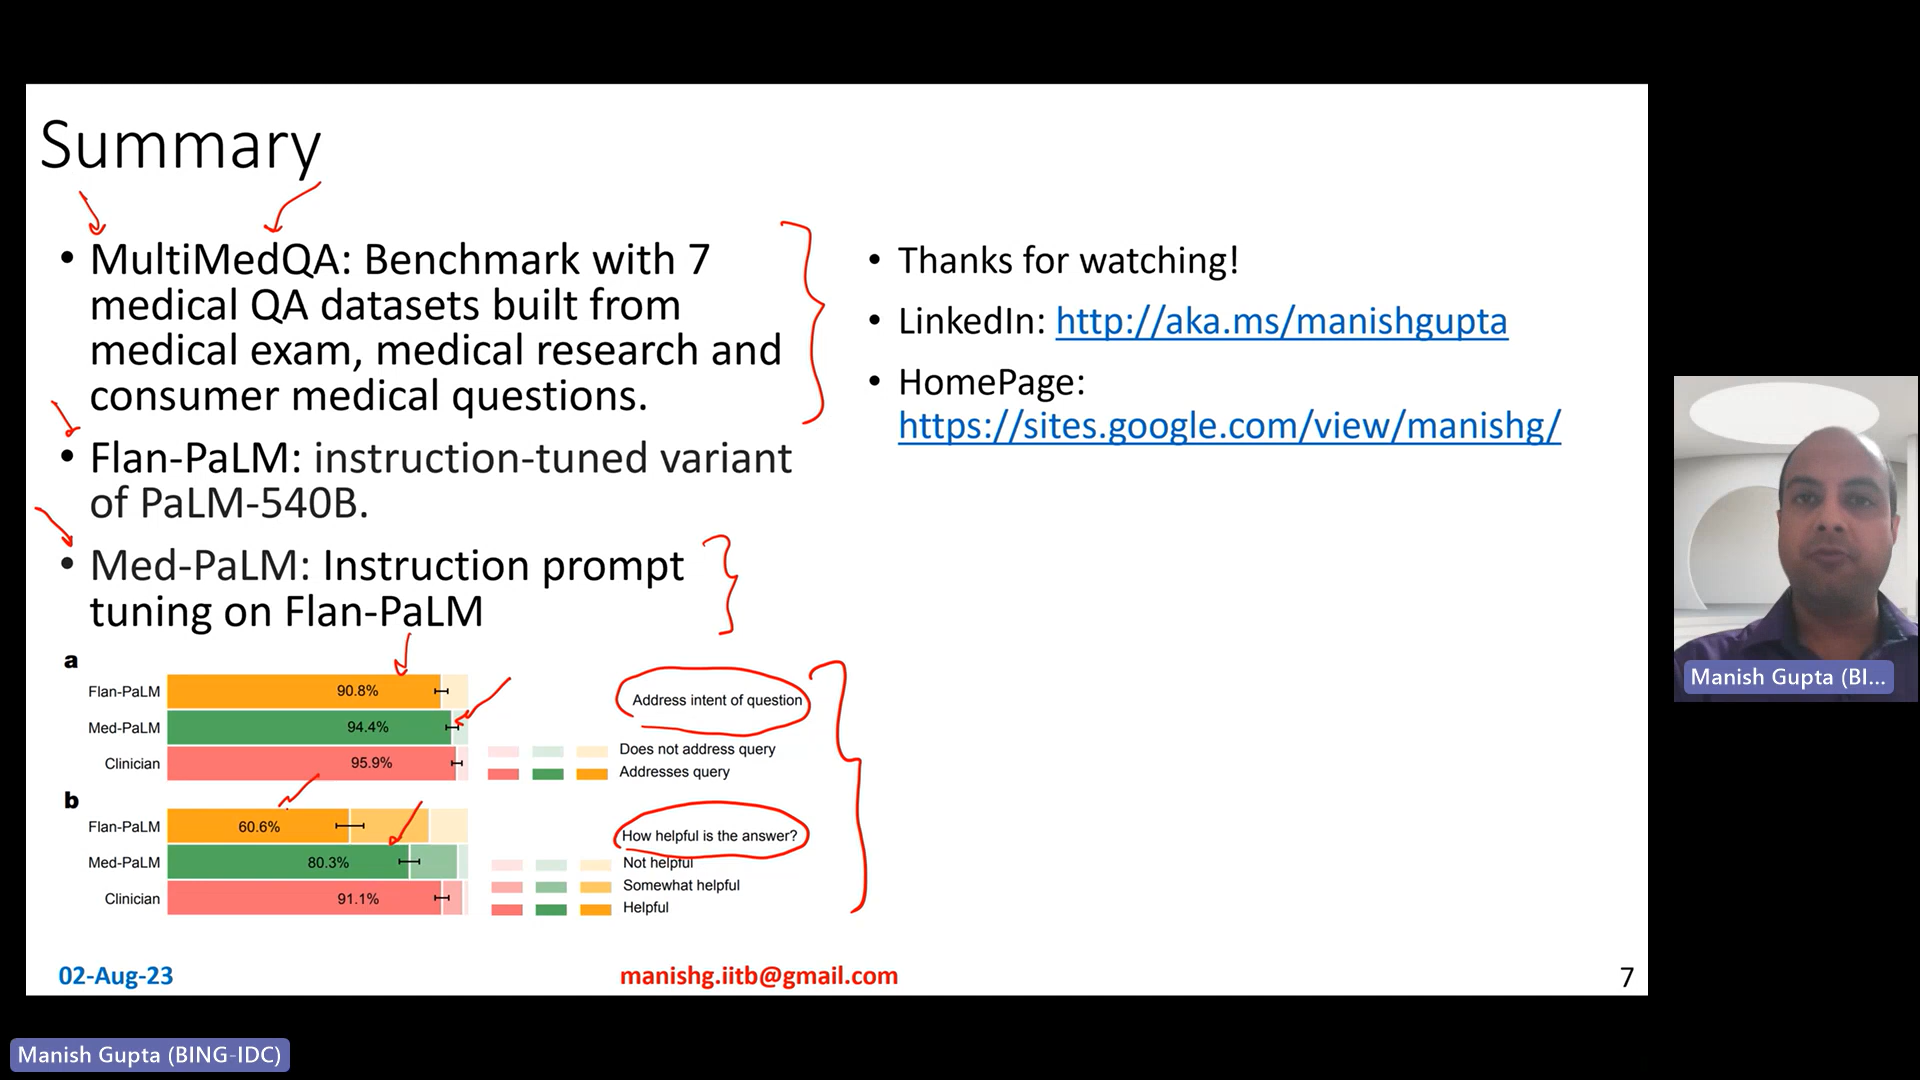 Summary
• MultiMedQA: Benchmark with 7
medical QA datasets built from
medical exam, medical research and
consumer medical questions.
• Flan-PaLM: instruction-tuned variant
of PaLM-540B.
• Med-PaLM: Instruction prompt
tuning on Flan-PaLM
a
Flan-PaLM 90.8%
Med-PaLM 94.4%
Clinician 95.9%
Address intent of question
Does not address query
Addresses query
b
Flan-PaLM 60.6%
Med-PaLM 80.3%
Clinician 91.1%
How helpful is the answer?
Not helpful
Somewhat helpful
Helpful
• Thanks for watching!
• LinkedIn: http://aka.ms/manishgupta
• HomePage:
https://sites.google.com/view/manishg/
02-Aug-23
manishg.iitb@gmail.com
7
Manish Gupta (BI...
Manish Gupta (BING-IDC)